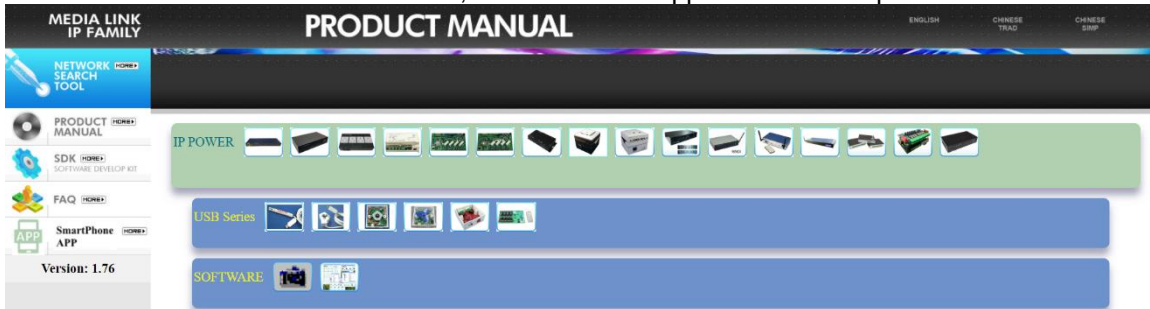 MEDIA LINK
IP FAMILY
PRODUCT MANUAL
ENGLISH
CHINESE
TRAD
CHINESE
SIMP
NETWORK MORE
SEARCH
TOOL
PRODUCT MORE
MANUAL
SDK MORE
SOFTWARE DEVELOP KIT
FAQ MORE
APP
SmartPhone MORE
APP
Version: 1.76
IP POWER
USB Series
SOFTWARE